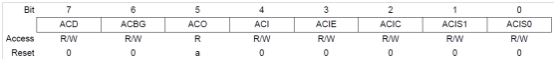 Bit 7 6 5 4 3 2 1 0
ACD ACBG ACO ACI ACIE ACIC ACIS1 ACIS0
Access R/W R/W R R/W R/W R/W R/W R/W
Reset 0 0 a 0 0 0 0 0